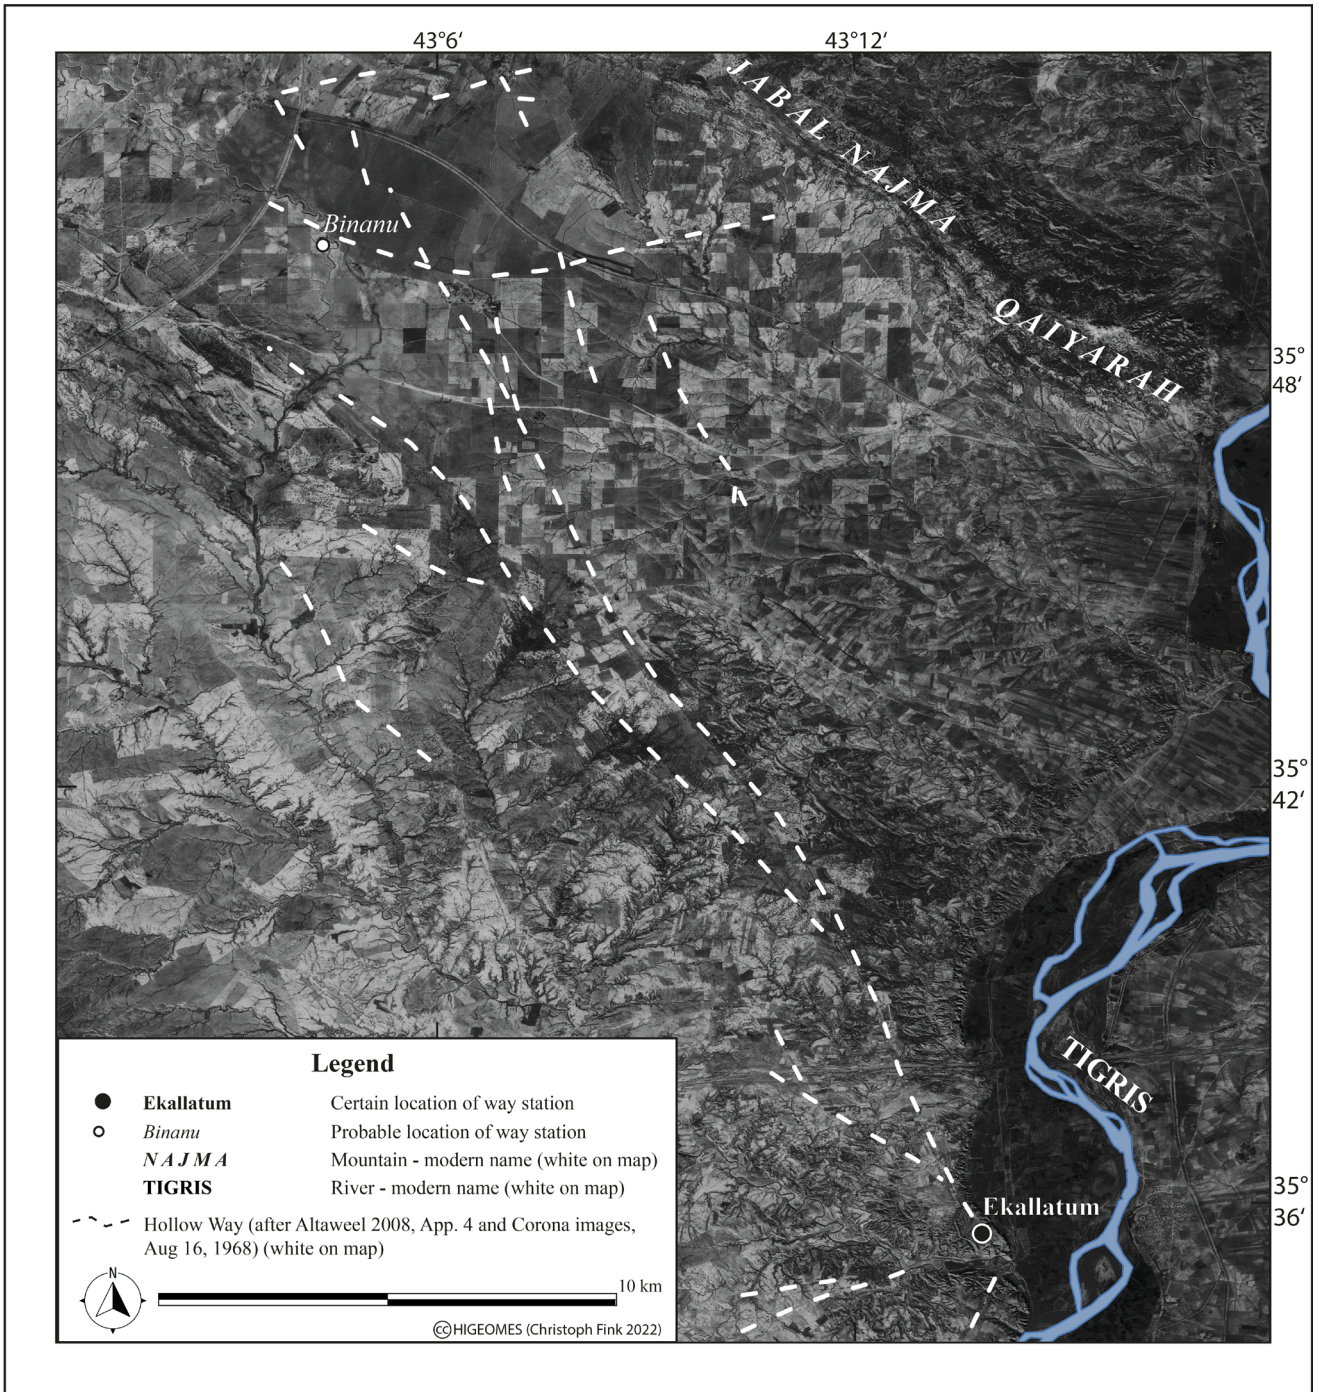 43°6‘
43°12‘
JABAL NAJMA
Binanu
QAIYARAH
35°
48‘
35°
42‘
TIGRIS
35°
36‘
Ekallatum
Legend
Ekallatum Certain location of way station
Binanu Probable location of way station
NAJMA Mountain - modern name (white on map)
TIGRIS River - modern name (white on map)
Hollow Way (after Altaweel 2008, App. 4 and Corona images,
Aug 16, 1968) (white on map)
N
10 km
cc HIGEOMES (Christoph Fink 2022)